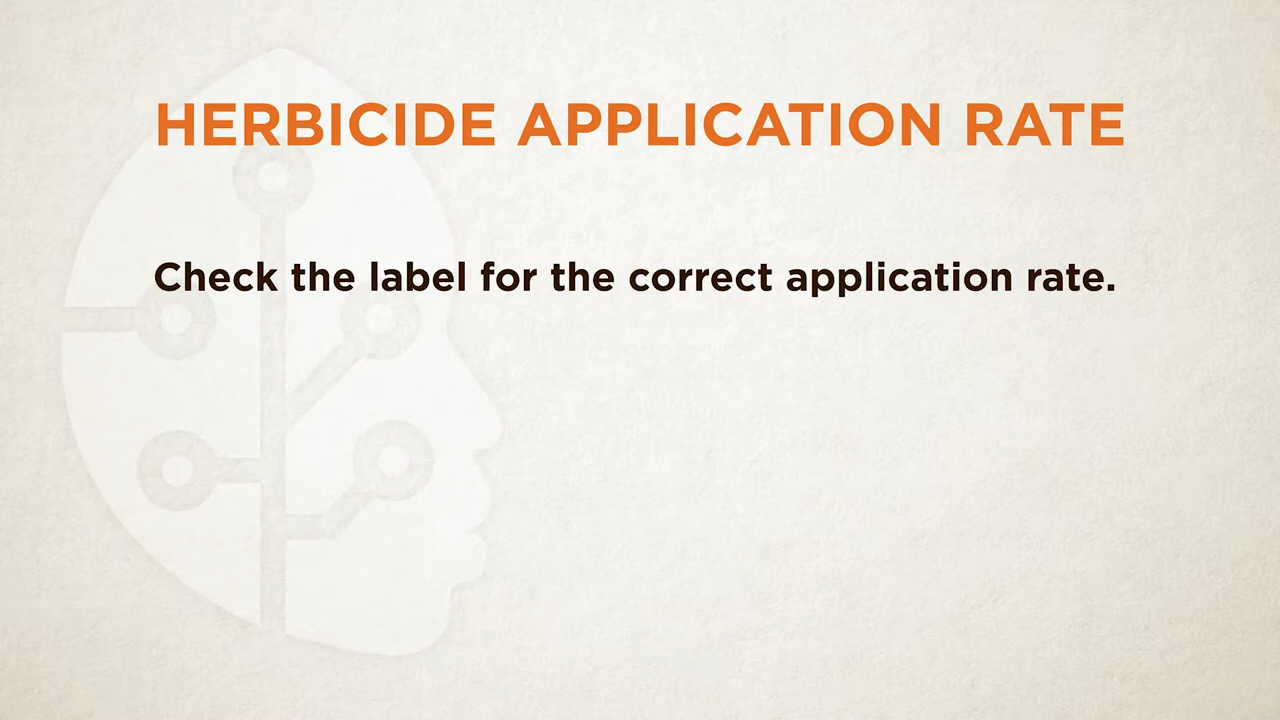 HERBICIDE APPLICATION RATE
Check the label for the correct application rate.